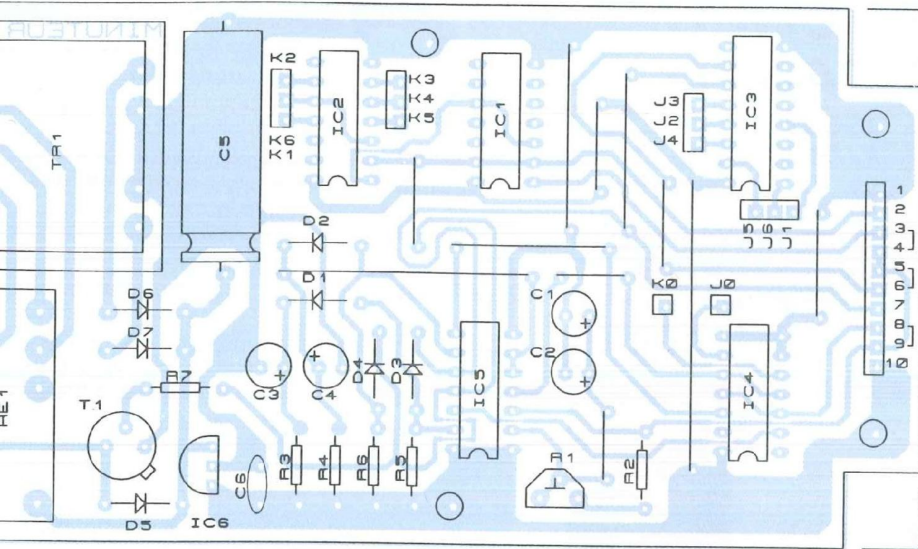 MINUTEUR
K2
K3
K4
K5
IC2
IC1
IC3
J3
J2
J4
TR1
C5
K6
K1
1
2
3
4
5
6
7
8
9
10
D2
J5
J6
J1
D1
D6
C1
K0
J0
D7
C2
D4
D3
IC5
IC4
R7
C3
C4
T1
R3
R4
R6
R5
R1
R2
C6
D5
IC6